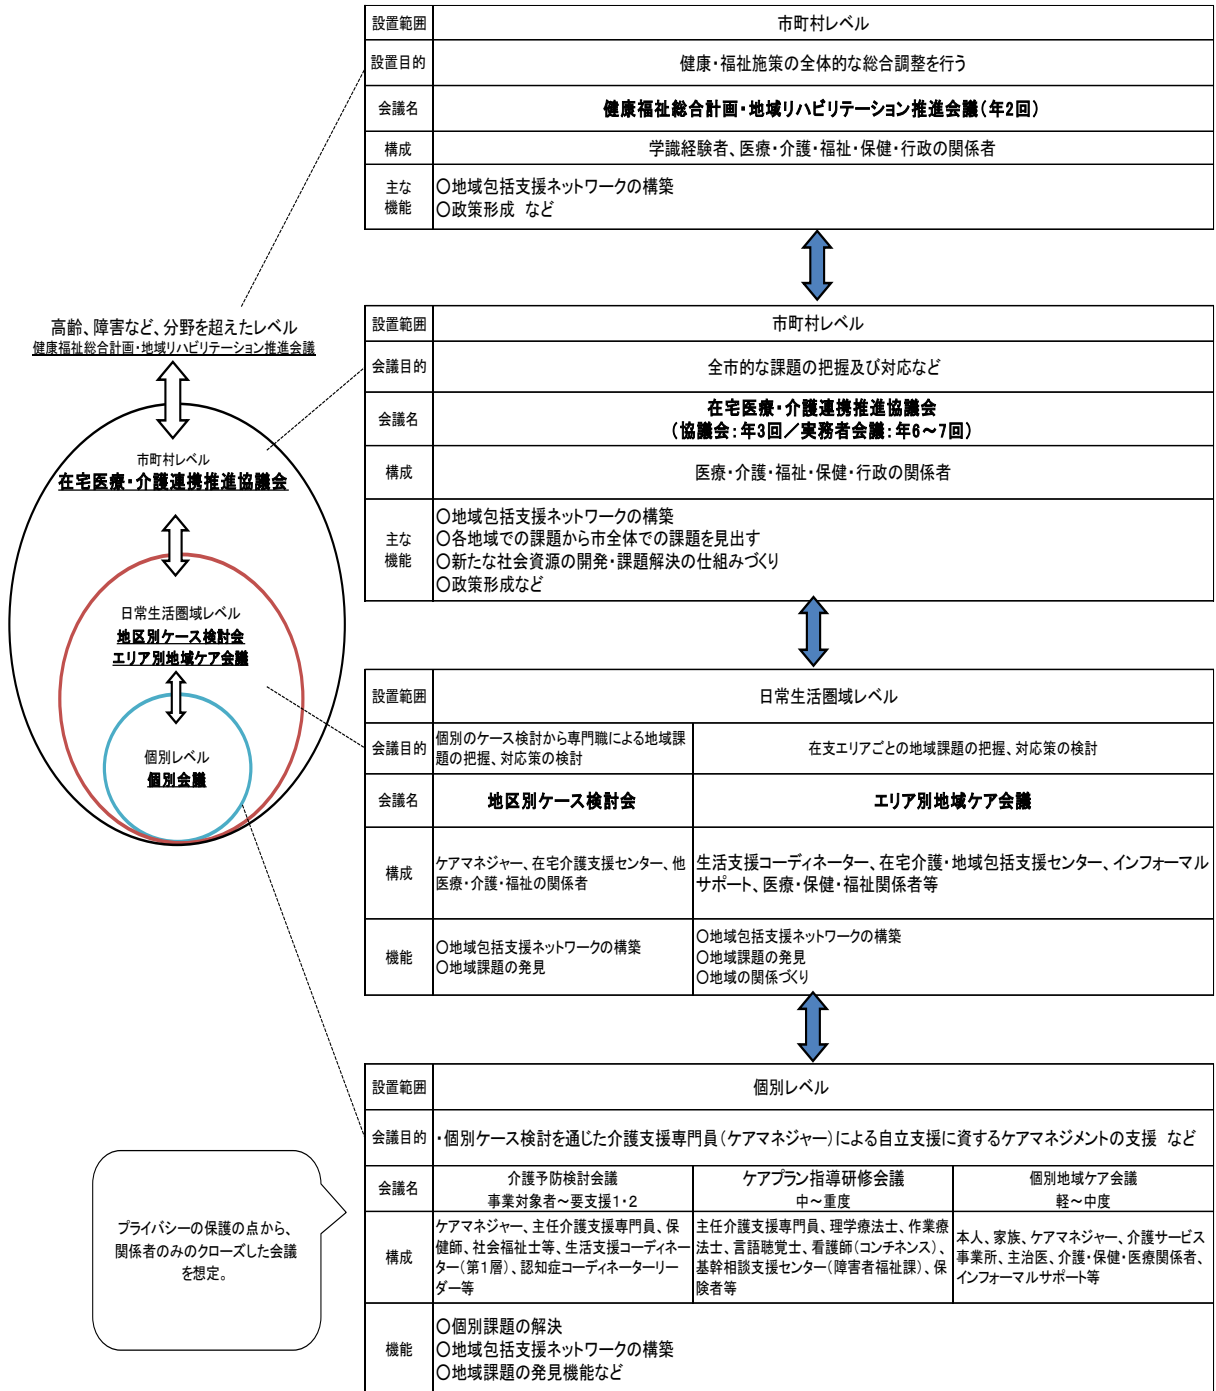 設置範囲
市町村レベル
設置目的
健康・福祉施策の全体的な総合調整を行う
会議名
健康福祉総合計画・地域リハビリテーション推進会議（年2回）
構成
学識経験者、医療・介護・福祉・保健・行政の関係者
主な
機能
〇地域包括支援ネットワークの構築
〇政策形成 など
高齢、障害など、分野を超えたレベル
健康福祉総合計画・地域リハビリテーション推進会議
市町村レベル
在宅医療・介護連携推進協議会
日常生活圏域レベル
地区別ケース検討会
エリア別地域ケア会議
個別レベル
個別会議
設置範囲
市町村レベル
会議目的
全市的な課題の把握及び対応など
会議名
在宅医療・介護連携推進協議会
（協議会：年3回／実務者会議：年6～7回）
構成
医療・介護・福祉・保健・行政の関係者
主な
機能
〇地域包括支援ネットワークの構築
〇各地域での課題から市全体での課題を見出す
〇新たな社会資源の開発・課題解決の仕組みづくり
〇政策形成など
設置範囲
日常生活圏域レベル
会議目的
個別のケース検討から専門職による地域課
題の把握、対応策の検討
在支エリアごとの地域課題の把握、対応策の検討
会議名
地区別ケース検討会
エリア別地域ケア会議
構成
ケアマネジャー、在宅介護支援センター、他
医療・介護・福祉の関係者
生活支援コーディネーター、在宅介護・地域包括支援センター、インフォーマル
サポート、医療・保健・福祉関係者等
機能
〇地域包括支援ネットワークの構築
〇地域課題の発見
〇地域包括支援ネットワークの構築
〇地域課題の発見
〇地域の関係づくり
設置範囲
個別レベル
会議目的
・個別ケース検討を通じた介護支援専門員（ケアマネジャー）による自立支援に資するケアマネジメントの支援 など
会議名
介護予防検討会議
事業対象者～要支援1・2
ケアプラン指導研修会議
中～重度
個別地域ケア会議
軽～中度
構成
ケアマネジャー、主任介護支援専門員、保
健師、社会福祉士等、生活支援コーディネー
ター（第1層）、認知症コーディネーターリー
ダー等
主任介護支援専門員、理学療法士、作業療
法士、言語聴覚士、看護師（コンチネンス）、
基幹相談支援センター（障害者福祉課）、保
険者等
本人、家族、ケアマネジャー、介護サービス
事業所、主治医、介護・保健・医療関係者、
インフォーマルサポート等
機能
〇個別課題の解決
〇地域包括支援ネットワークの構築
〇地域課題の発見機能など
プライバシーの保護の点から、
関係者のみのクローズした会議
を想定。